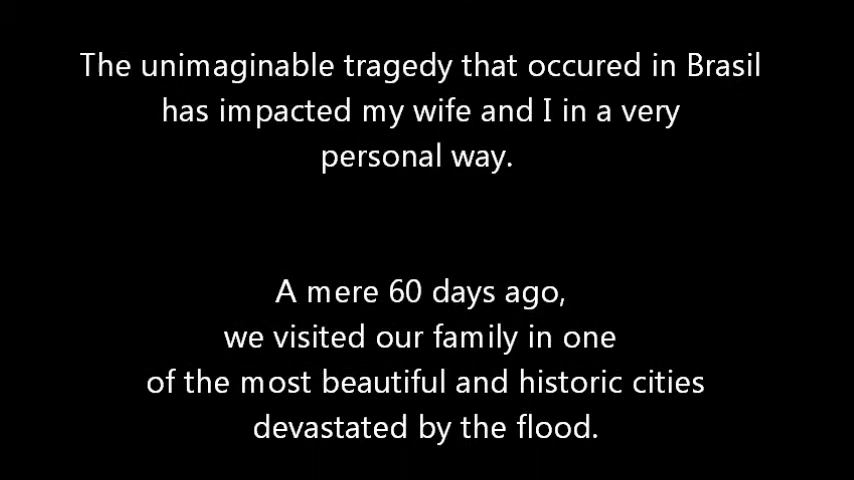 The unimaginable tragedy that occured in Brasil
has impacted my wife and I in a very
personal way.
A mere 60 days ago,
we visited our family in one
of the most beautiful and historic cities
devastated by the flood.